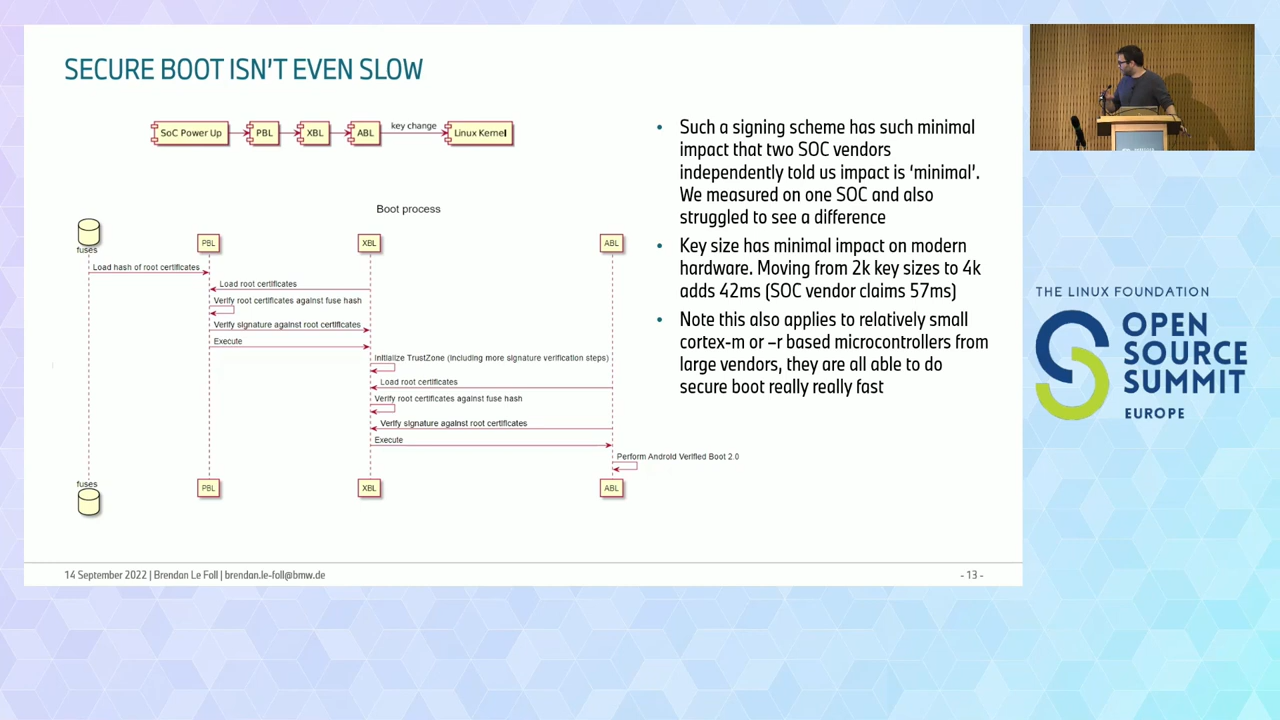 SECURE BOOT ISN'T EVEN SLOW
SoC Power Up
PBL
XBL
ABL
key change
Linux Kernel
Boot process
fuses
PBL
XBL
ABL
Load hash of root certificates
Load root certificates
Verify root certificates against fuse hash
Verify signature against root certificates
Execute
Initialize TrustZone (including more signature verification steps)
Load root certificates
Verify root certificates against fuse hash
Verify signature against root certificates
Execute
Perform Android Verified Boot 2.0
fuses
PBL
XBL
ABL
• Such a signing scheme has such minimal
impact that two SOC vendors
independently told us impact is 'minimal'.
We measured on one SOC and also
struggled to see a difference
• Key size has minimal impact on modern
hardware. Moving from 2k key sizes to 4k
adds 42ms (SOC vendor claims 57ms)
• Note this also applies to relatively small
cortex-m or –r based microcontrollers from
large vendors, they are all able to do
secure boot really really fast
14 September 2022 | Brendan Le Foll | brendan.le-foll@bmw.de
- 13 -
THE LINUX FOUNDATION
OPEN
SOURCE
SUMMIT
EUROPE